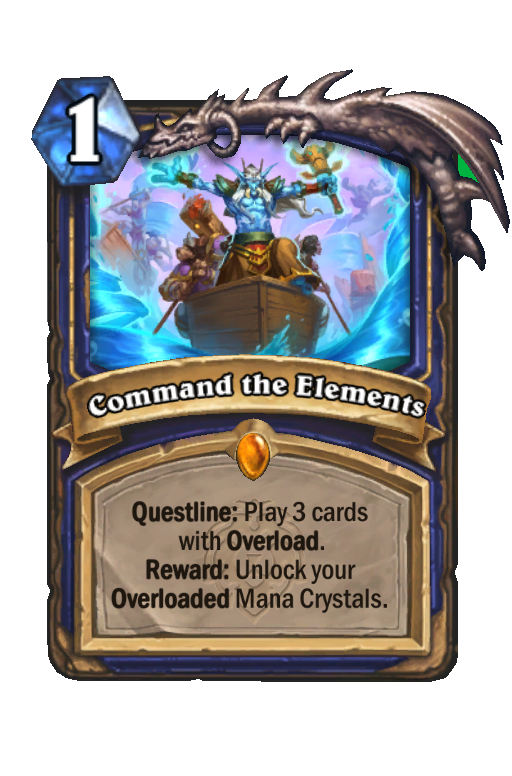 1
Command the Elements
Questline: Play 3 cards
with Overload.
Reward: Unlock your
Overloaded Mana Crystals.